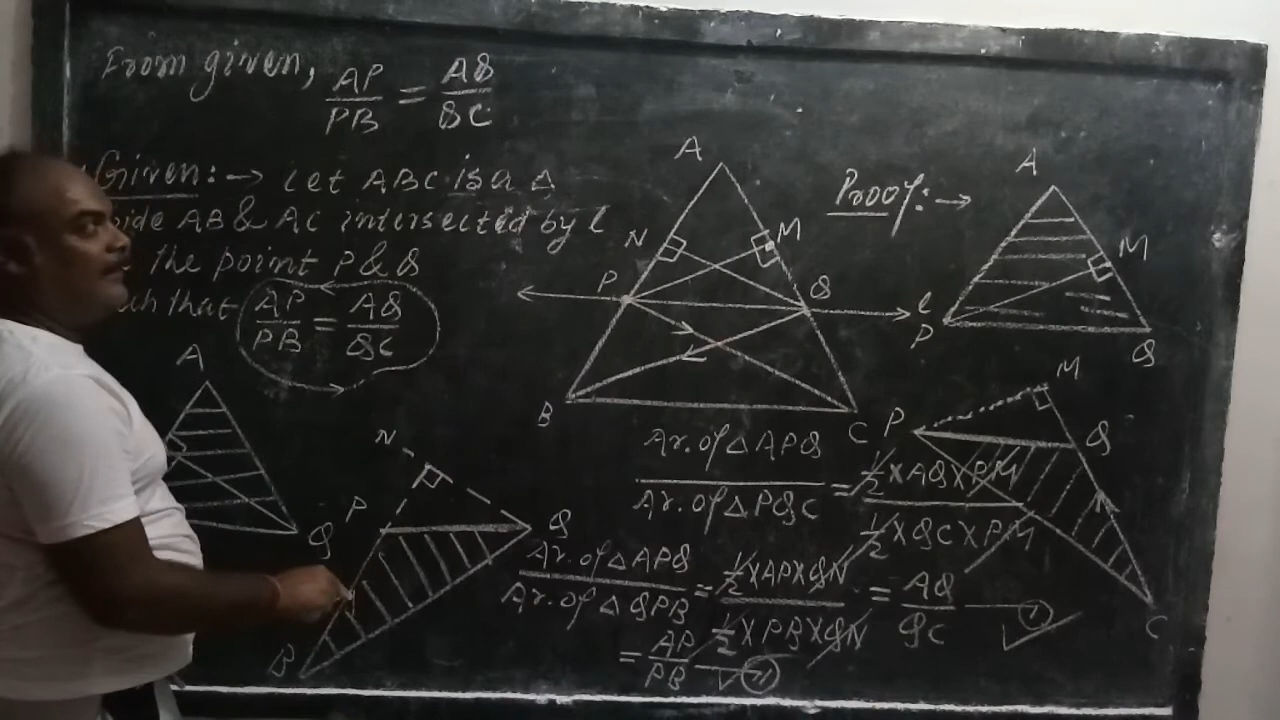 From given, AP/PB = AQ/QC
Given:-> Let ABC is a △
side AB & AC intersected by l
the point P & Q
such that AP/PB = AQ/QC
A
Q
N
P
Q
B
A
N
M
P
Q
l
B
C
Proof:->
A
M
P
Q
M
P
Q
C
Ar. of △APQ / Ar. of △PQC = ½ × AQ × PM / ½ × QC × PM
= AQ/QC — (I)
Ar. of △APQ / Ar. of △QPB = ½ × AP × QN / ½ × PB × QN
= AP/PB — (II)